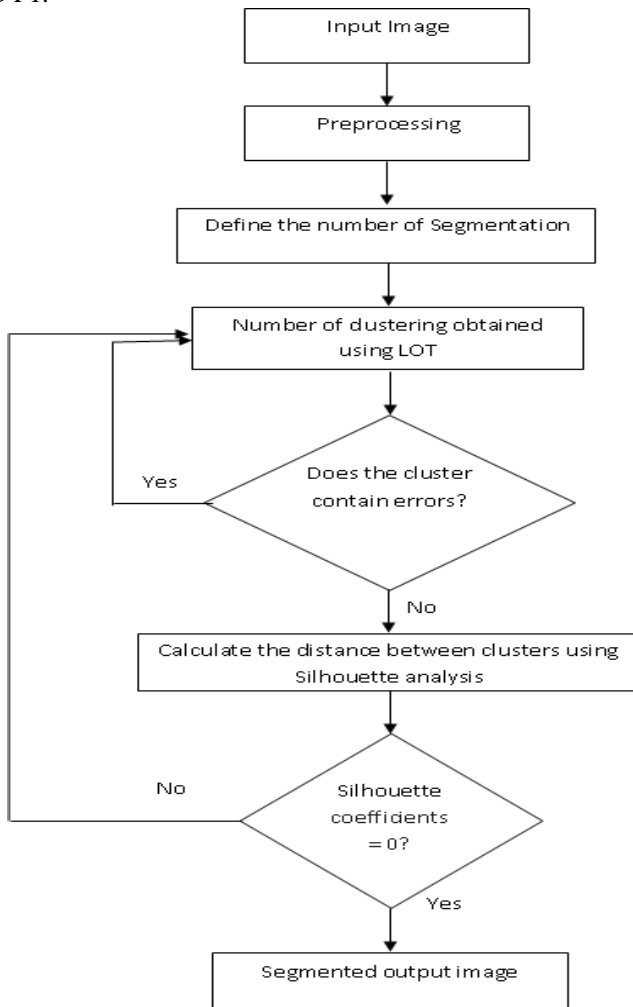 Input Image
Preprocessing
Define the number of Segmentation
Number of clustering obtained
using LOT
Does the cluster
contain errors?
Yes
No
Calculate the distance between clusters using
Silhouette analysis
No
Silhouette
coefficients
= 0?
Yes
Segmented output image